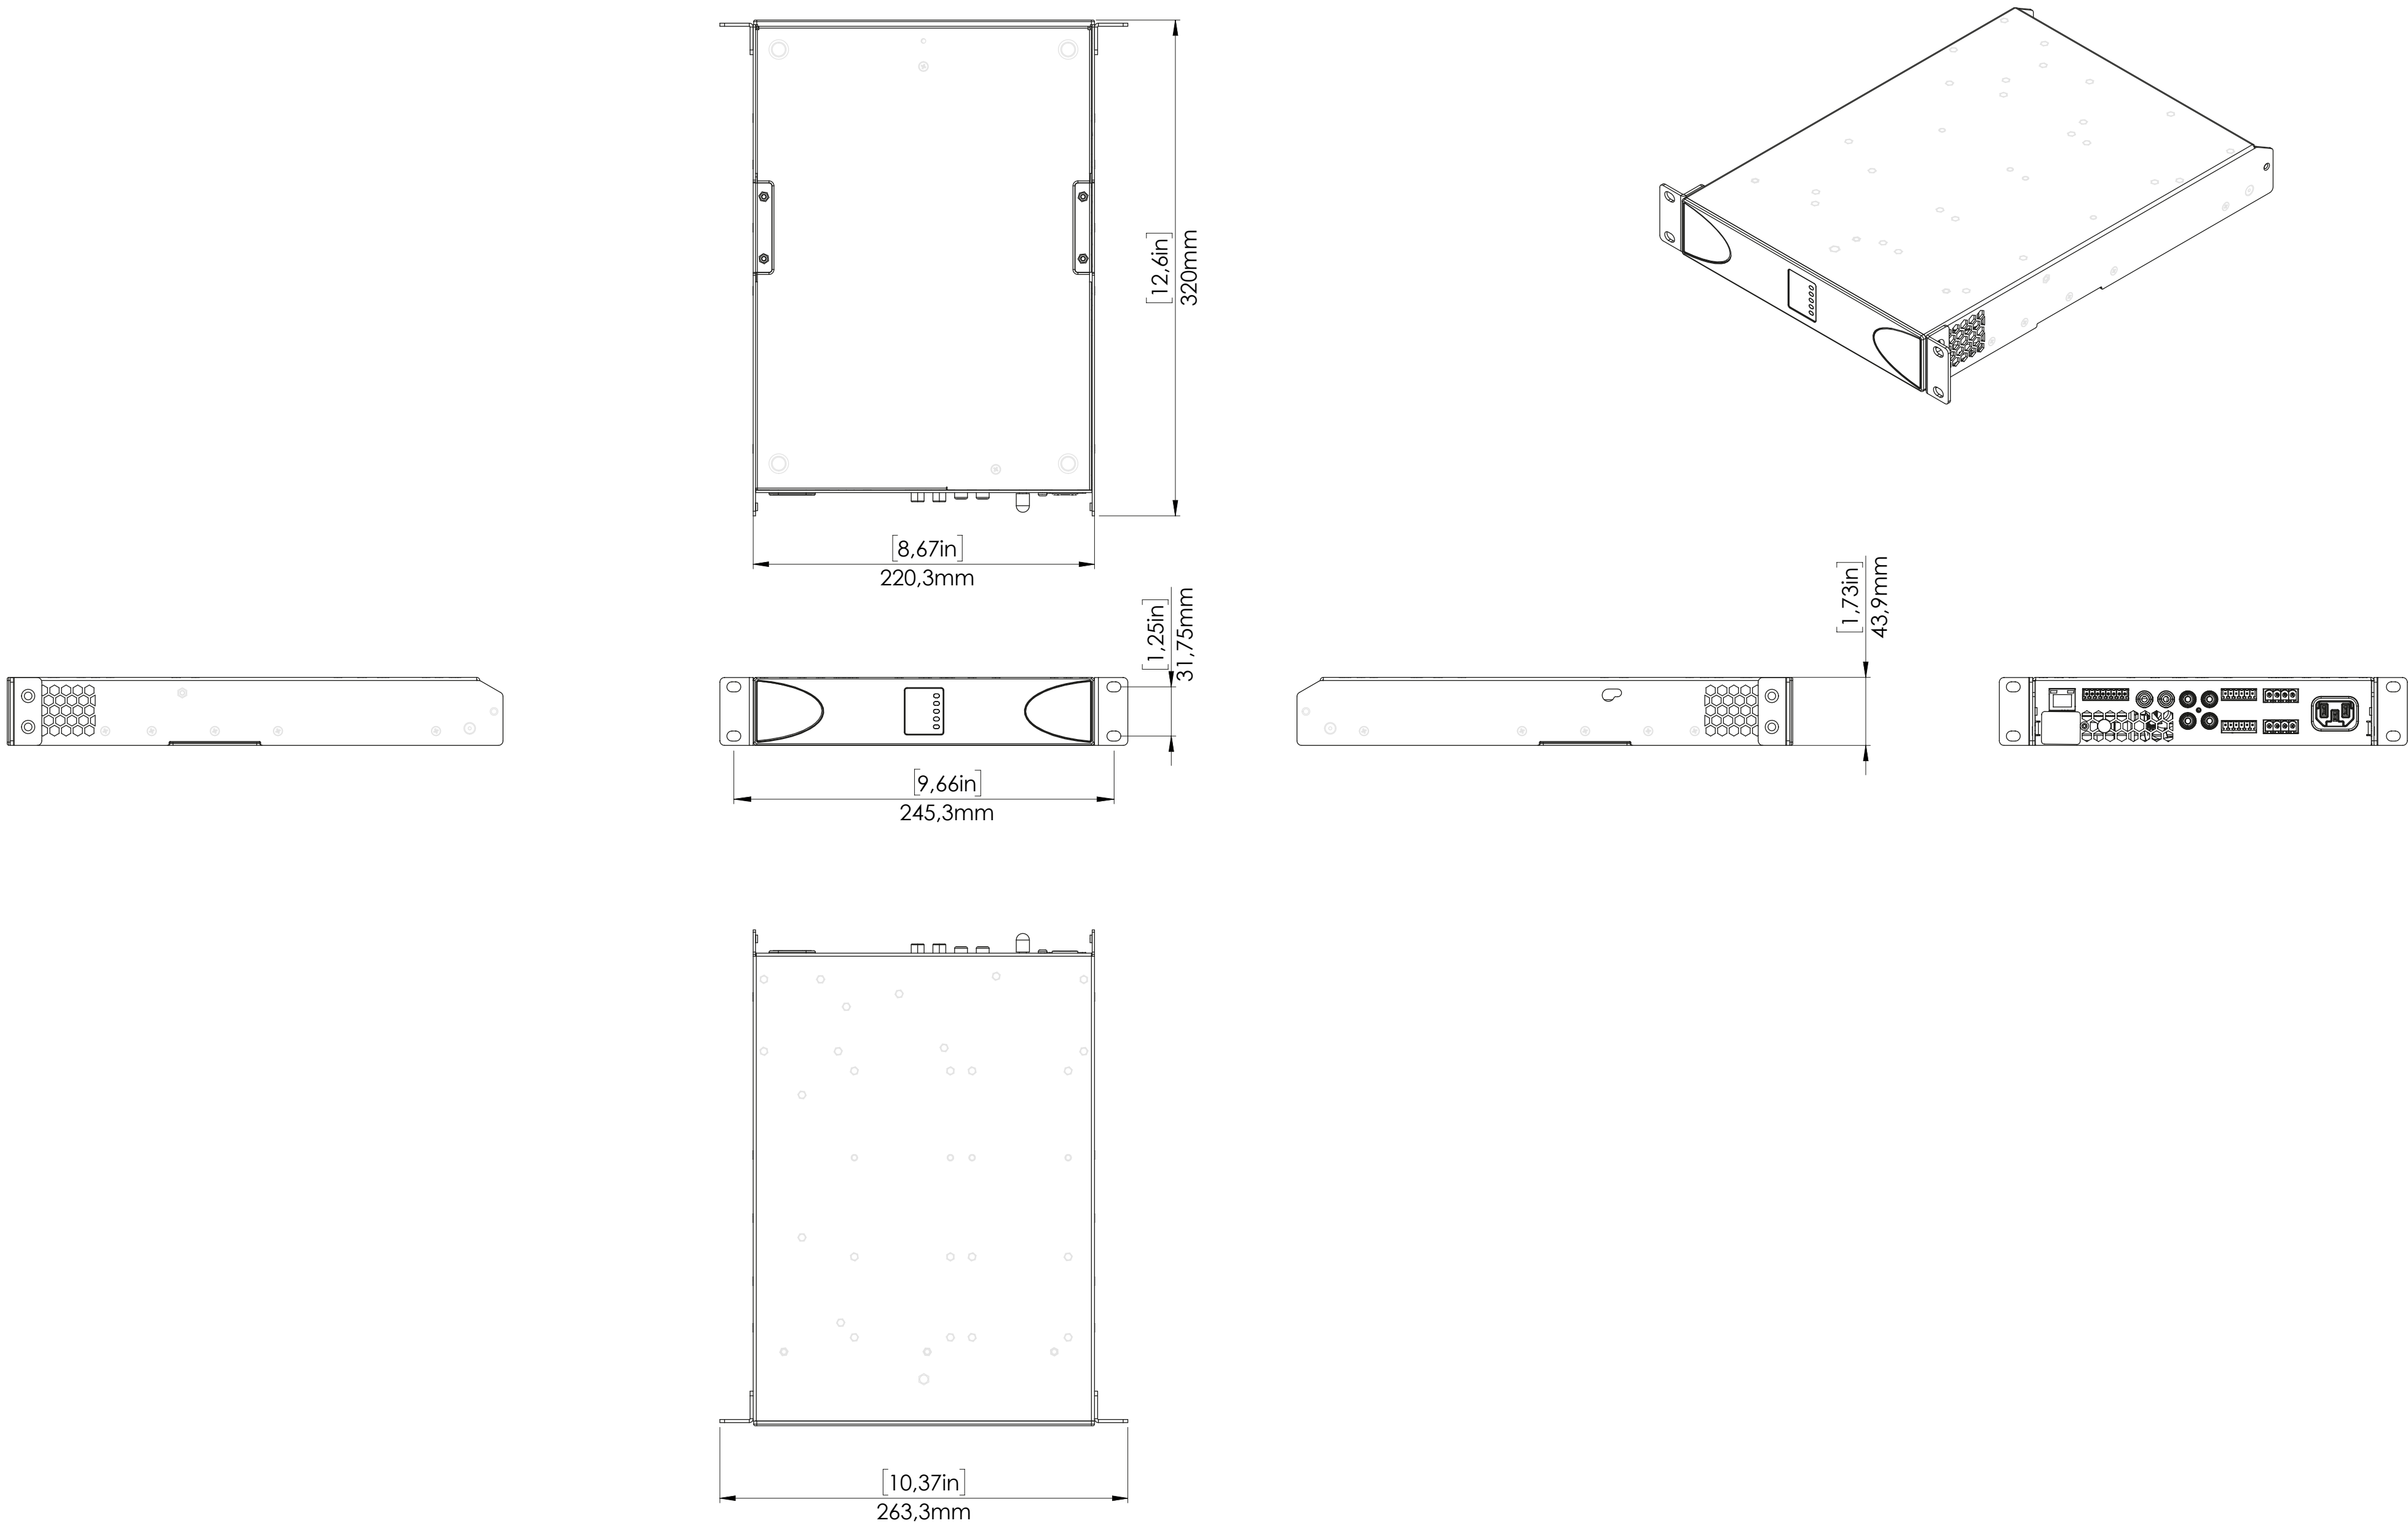 [12,6in]
320mm
[8,67in]
220,3mm
[1,25in]
31,75mm
[1,73in]
43,9mm
[9,66in]
245,3mm
[10,37in]
263,3mm